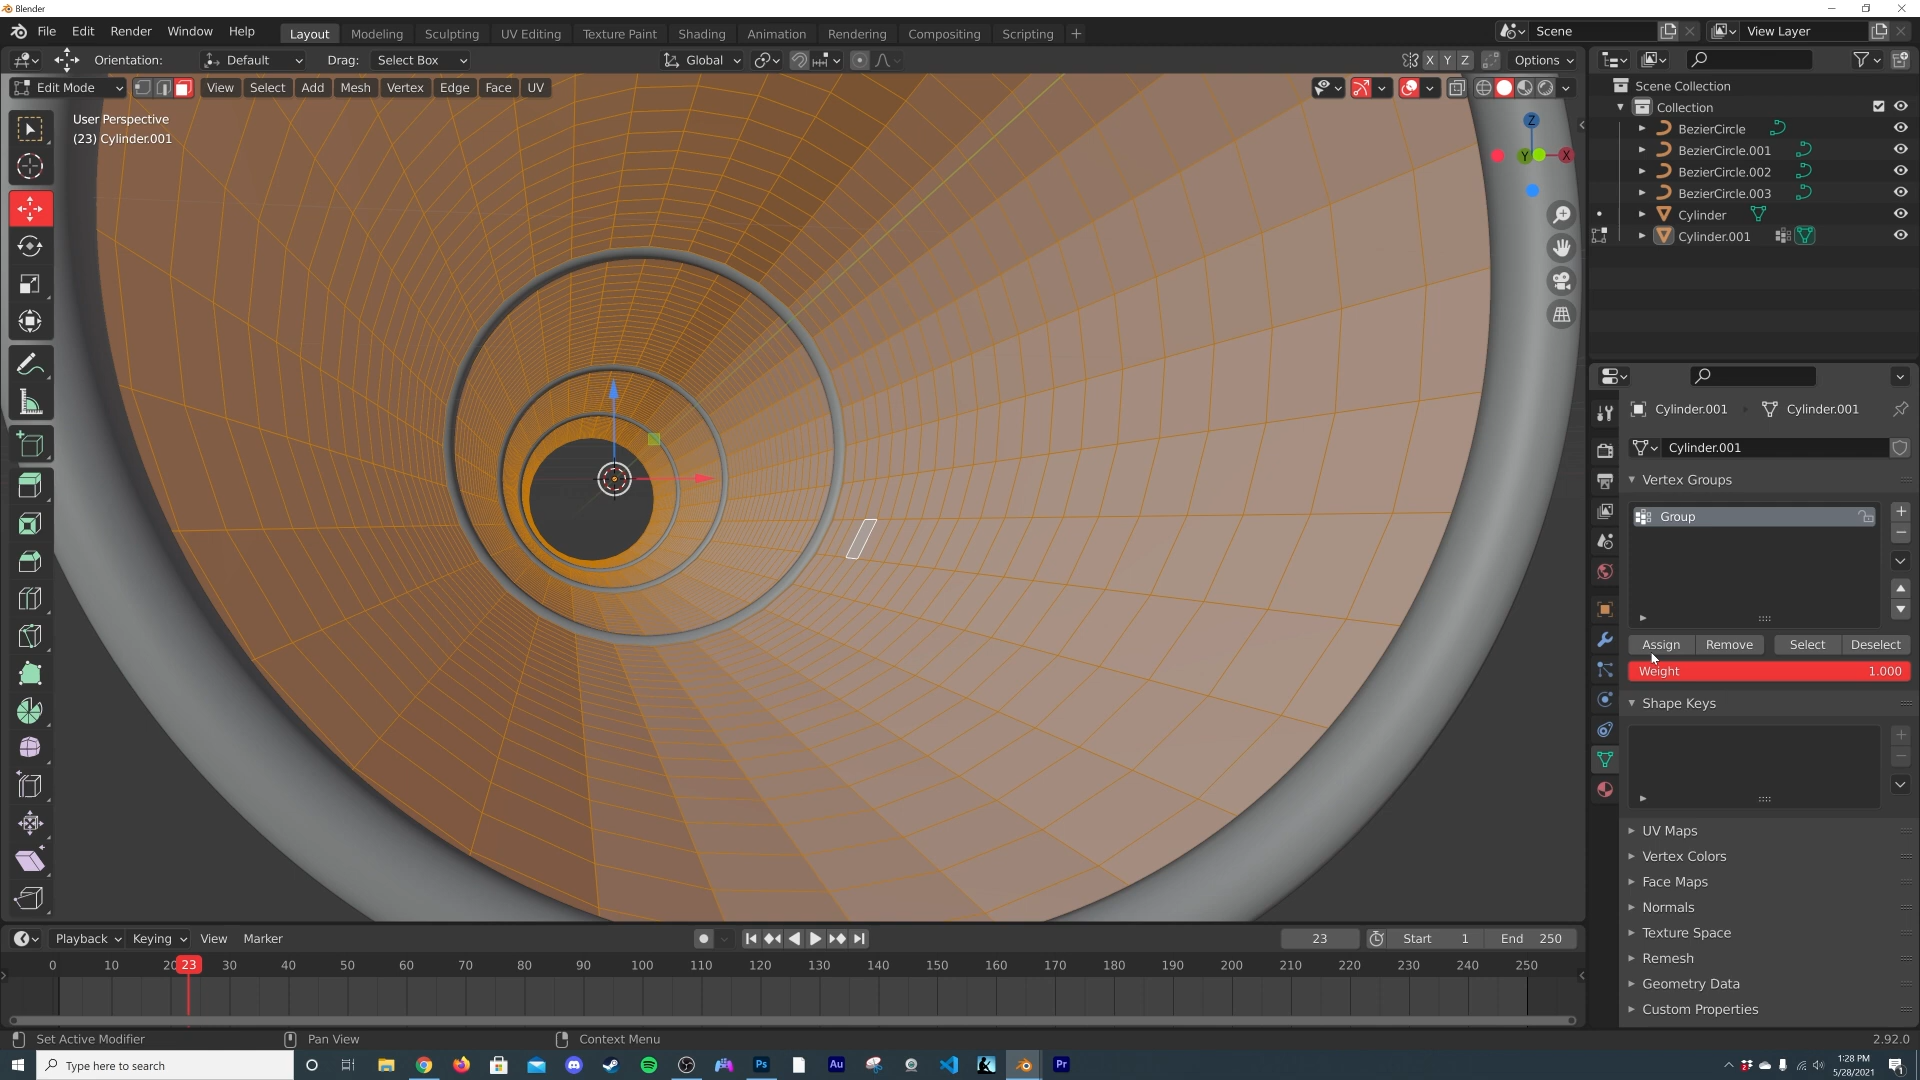 Blender
File Edit Render Window Help Layout Modeling Sculpting UV Editing Texture Paint Shading Animation Rendering Compositing Scripting + Scene View Layer
Orientation: Default Drag: Select Box Global X Y Z Options
Edit Mode View Select Add Mesh Vertex Edge Face UV
User Perspective
(23) Cylinder.001
Z
Y X
Scene Collection
Collection
BezierCircle
BezierCircle.001
BezierCircle.002
BezierCircle.003
Cylinder
Cylinder.001
Cylinder.001 Cylinder.001
Cylinder.001
Vertex Groups
Group
Assign Remove Select Deselect
Weight 1.000
Shape Keys
UV Maps
Vertex Colors
Face Maps
Normals
Texture Space
Remesh
Geometry Data
Custom Properties
Playback Keying View Marker 23 Start 1 End 250
0 10 20 23 30 40 50 60 70 80 90 100 110 120 130 140 150 160 170 180 190 200 210 220 230 240 250
Set Active Modifier Pan View Context Menu 2.92.0
Type here to search Ps Au Pr 1:28 PM
5/28/2021 1